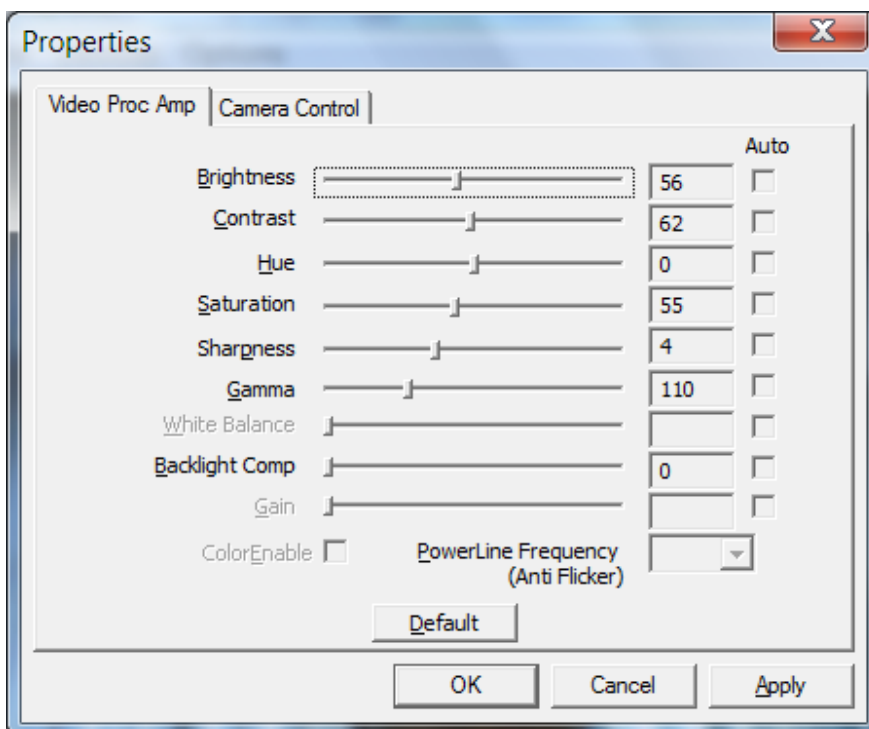 Properties
Video Proc Amp Camera Control
Auto
Brightness 56
Contrast 62
Hue 0
Saturation 55
Sharpness 4
Gamma 110
White Balance
Backlight Comp 0
Gain
ColorEnable PowerLine Frequency
(Anti Flicker)
Default
OK Cancel Apply